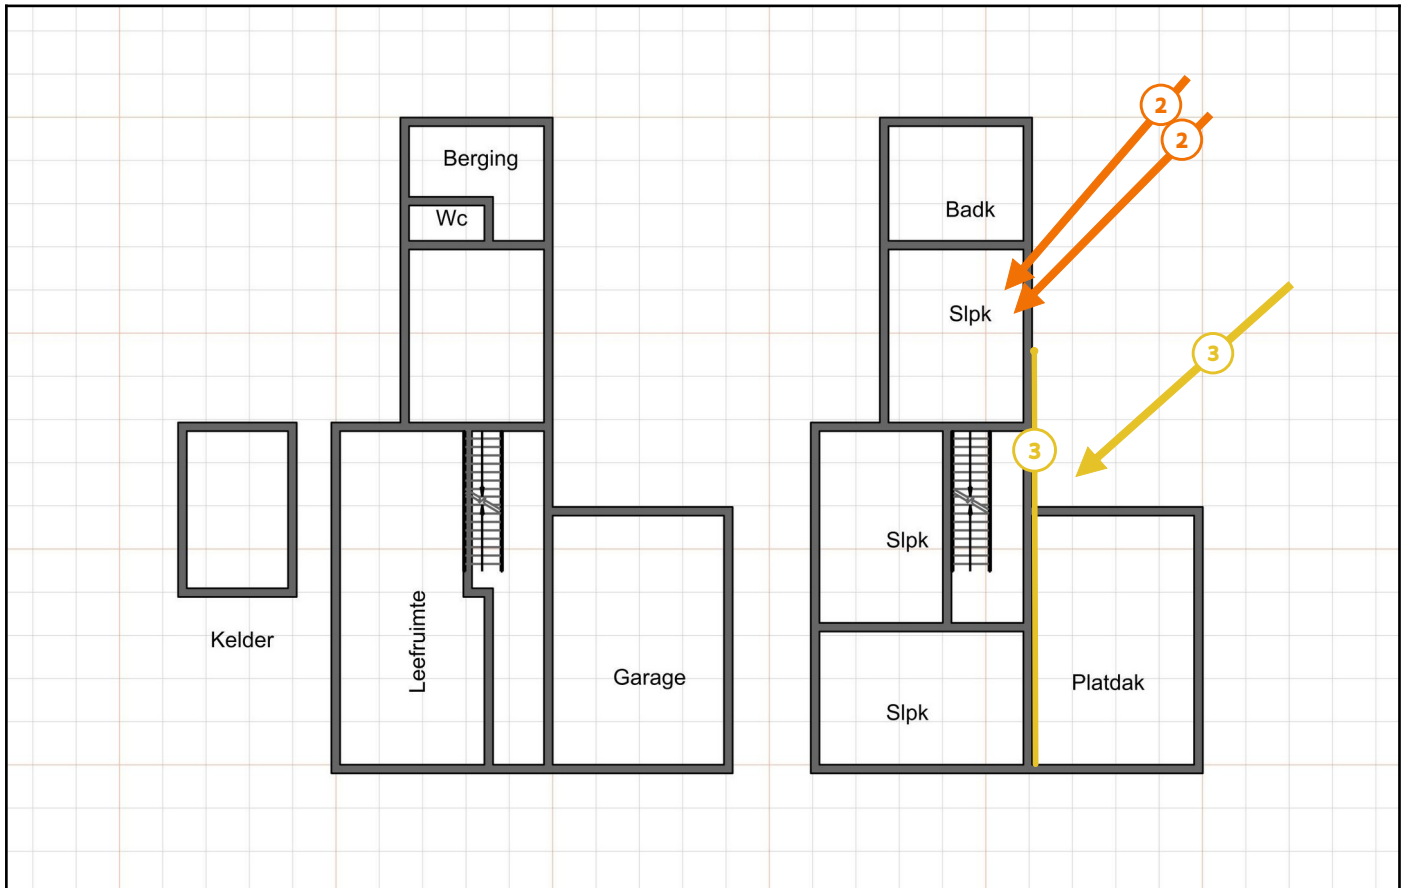 2
2
Berging
Badk
Wc
Slpk
3
3
Slpk
Leefruimte
Kelder
Garage
Platdak
Slpk